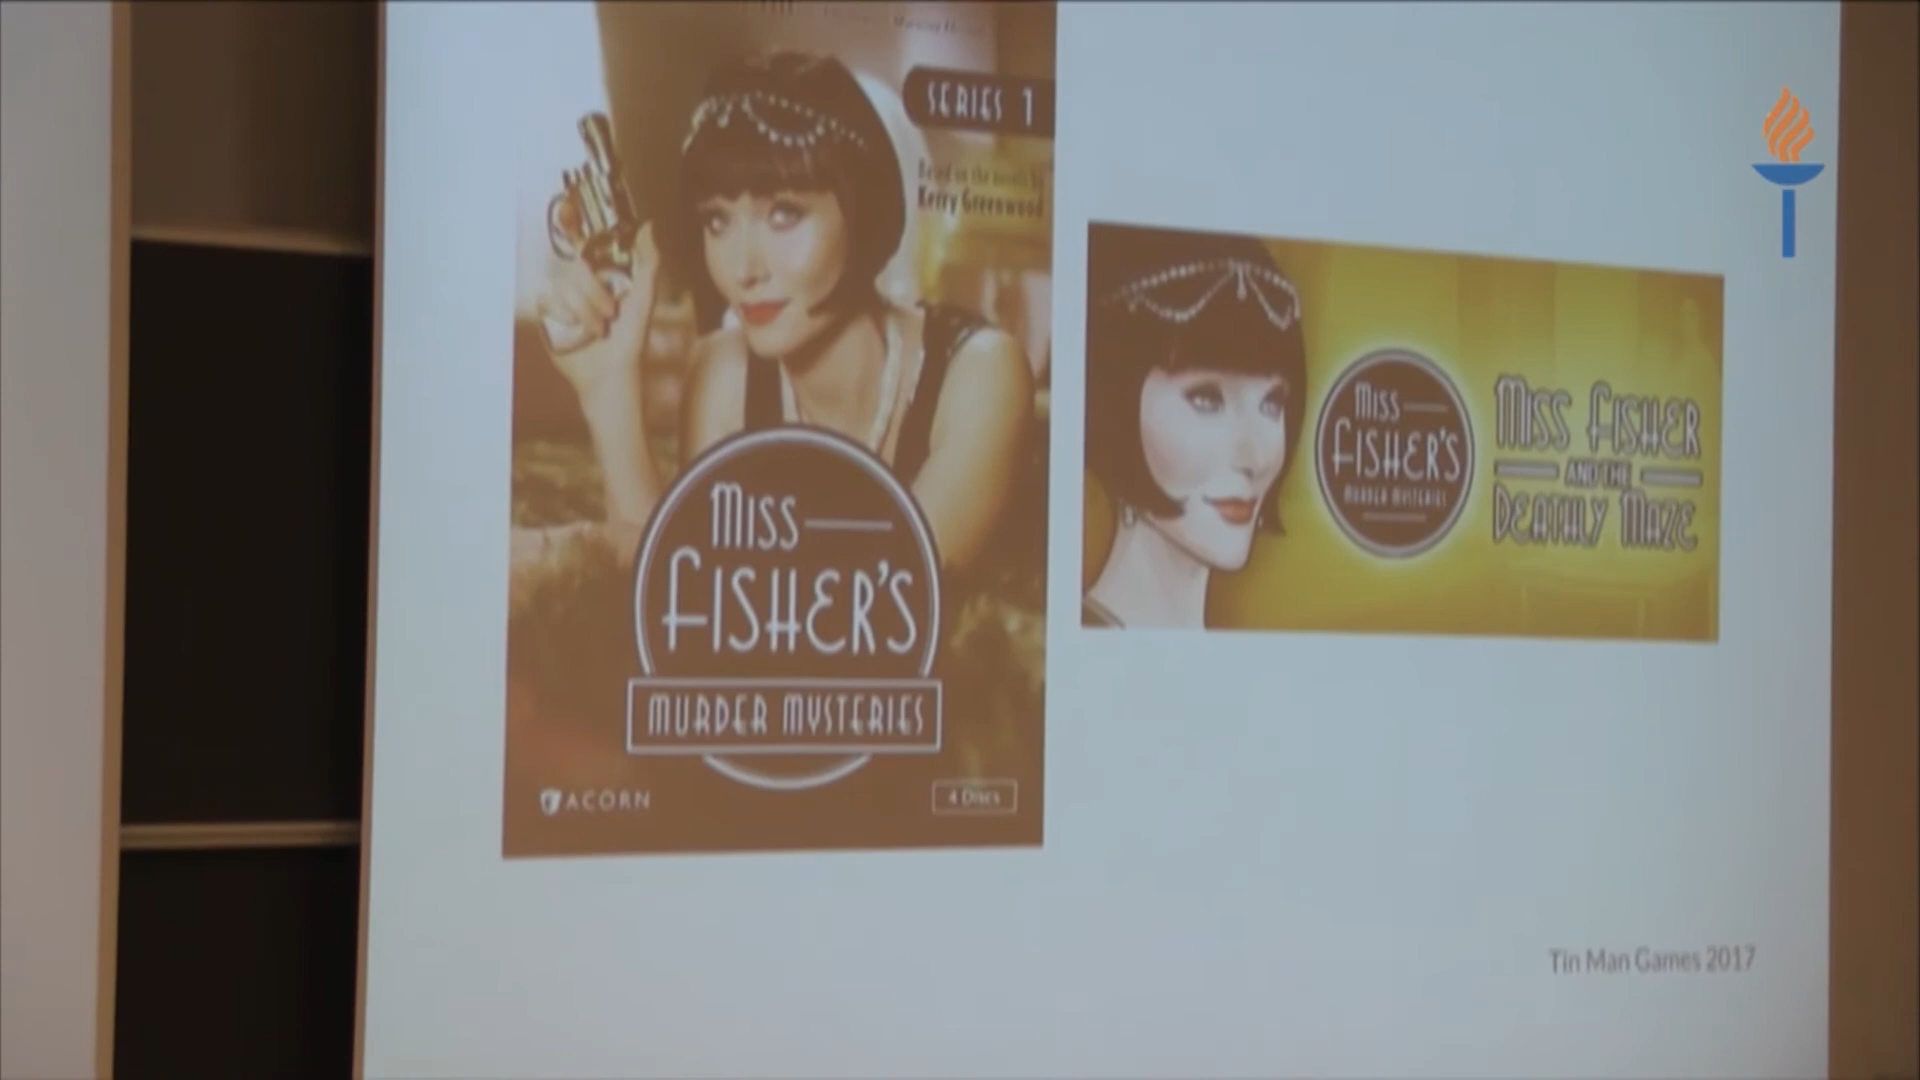 SERIES 1
Based on the novels by
Kerry Greenwood
MISS
FISHER'S
MURDER MYSTERIES
ACORN
4 Discs
MISS
FISHER'S
MURDER MYSTERIES
MISS FISHER
AND THE
DEATHLY MAZE
Tin Man Games 2017